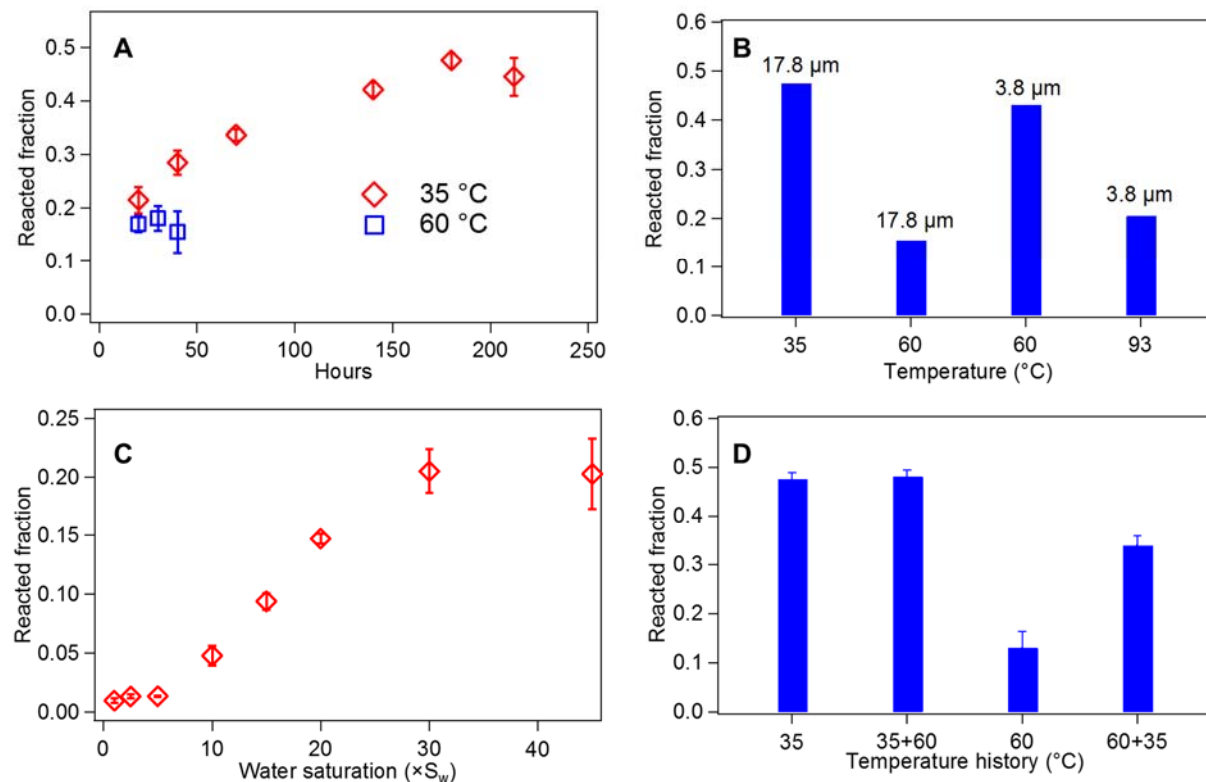 A
Reacted fraction
0.5
0.4
0.3
0.2
0.1
0.0
35 °C
60 °C
0 50 100 150 200 250
Hours
B
Reacted fraction
0.6
0.5
0.4
0.3
0.2
0.1
0.0
17.8 µm
17.8 µm
3.8 µm
3.8 µm
35 60 60 93
Temperature (°C)
C
Reacted fraction
0.25
0.20
0.15
0.10
0.05
0.00
0 10 20 30 40
Water saturation (×Sw)
D
Reacted fraction
0.6
0.5
0.4
0.3
0.2
0.1
0.0
35 35+60 60 60+35
Temperature history (°C)